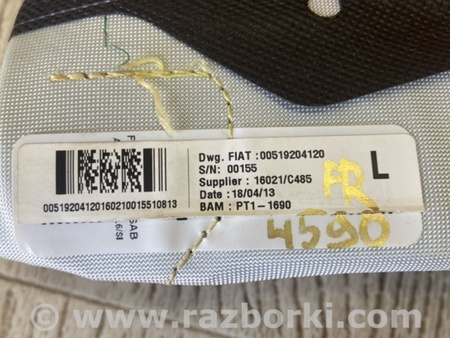 Dwg. FIAT :00519204120
S/N: 00155
Supplier : 16021/C485
Date : 18/04/13
BAM : PT1-1690
L
00519204120160210015510813
FR
4590
SAB
www.razborki.com